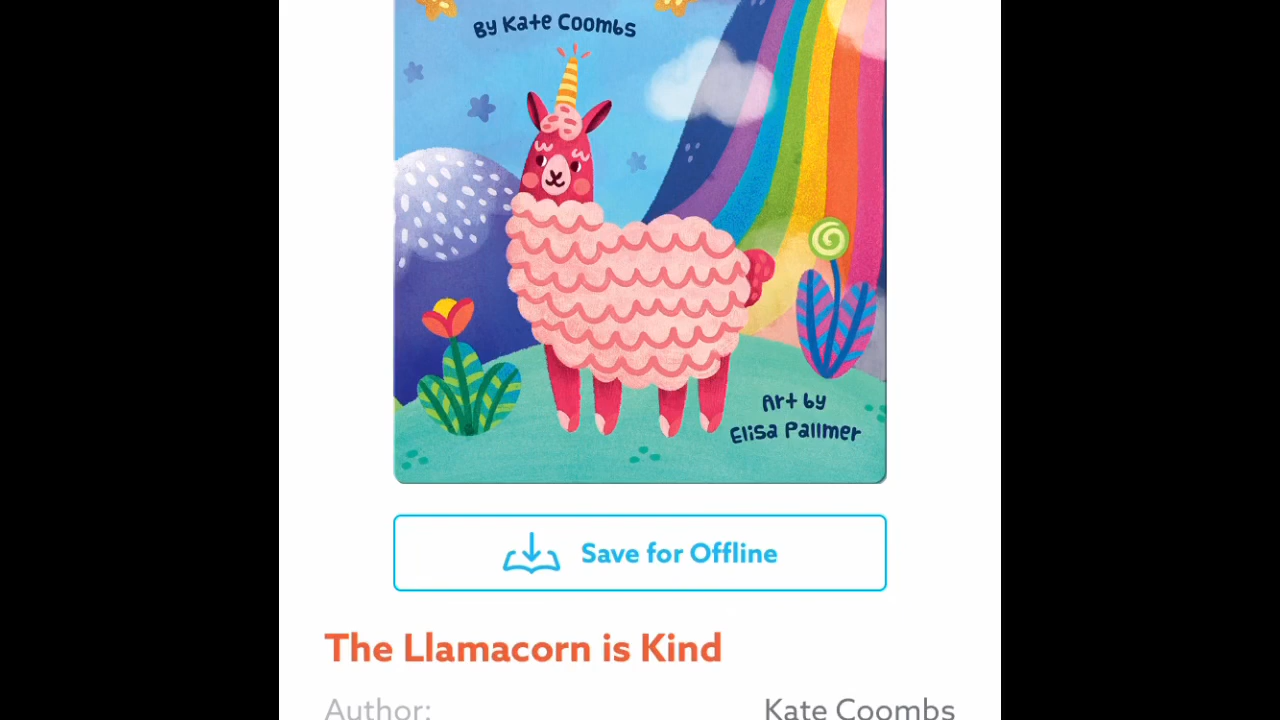 By Kate Coombs
Art by
Elisa Pallmer
Save for Offline
The Llamacorn is Kind
Author: Kate Coombs